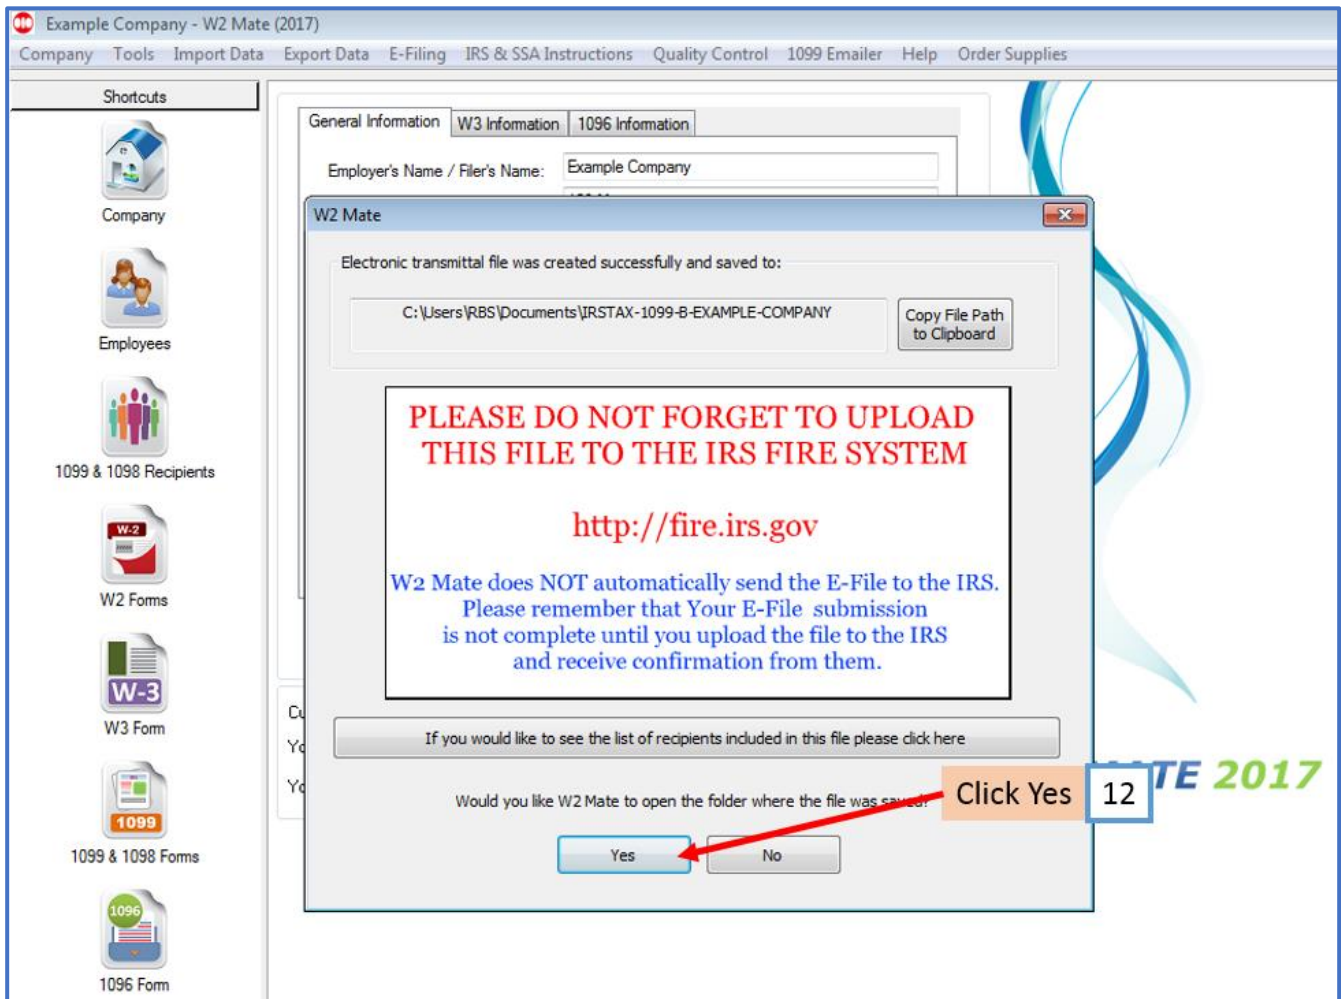 Example Company - W2 Mate (2017)
Company Tools Import Data Export Data E-Filing IRS & SSA Instructions Quality Control 1099 Emailer Help Order Supplies
Shortcuts
Company
Employees
1099 & 1098 Recipients
W-2
W2 Forms
W-3
W3 Form
1099
1099 & 1098 Forms
1096
1096 Form
General Information W3 Information 1096 Information
Employer's Name / Filer's Name: Example Company
W2 Mate
Electronic transmittal file was created successfully and saved to:
C:\Users\RBS\Documents\IRSTAX-1099-B-EXAMPLE-COMPANY
Copy File Path
to Clipboard
PLEASE DO NOT FORGET TO UPLOAD
THIS FILE TO THE IRS FIRE SYSTEM
http://fire.irs.gov
W2 Mate does NOT automatically send the E-File to the IRS.
Please remember that Your E-File submission
is not complete until you upload the file to the IRS
and receive confirmation from them.
If you would like to see the list of recipients included in this file please click here
Would you like W2 Mate to open the folder where the file was saved?
Yes No
Click Yes 12
2017